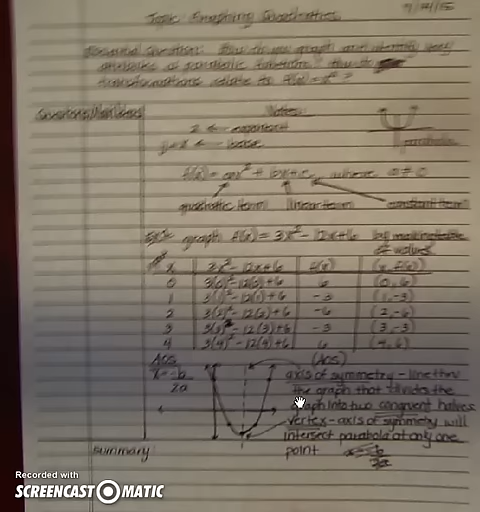 Topic: Graphing Quadratics
Essential Question: How do you graph and identify key
attributes of parabolic functions? How do
transformations relate to f(x) = x² ?
Questions/Main Ideas Notes:
2 ← exponent
y = x ← base
parabola
f(x) = ax² + bx + c, where a ≠ 0
quadratic term linear term constant term
graph f(x) = 3x² - 12x + 6 by making table
of values
x | 3x² - 12x + 6 | f(x) | (x, f(x))
0 | 3(0)² - 12(0) + 6 | 6 | (0, 6)
1 | 3(1)² - 12(1) + 6 | -3 | (1, -3)
2 | 3(2)² - 12(2) + 6 | -6 | (2, -6)
3 | 3(3)² - 12(3) + 6 | -3 | (3, -3)
4 | 3(4)² - 12(4) + 6 | 6 | (4, 6)
AOS (AOS)
x = -b
2a
axis of symmetry - line thru
the graph that divides the
graph into two congruent halves
vertex - axis of symmetry will
intersect parabola at only one
point
summary:
Recorded with
SCREENCAST-O-MATIC